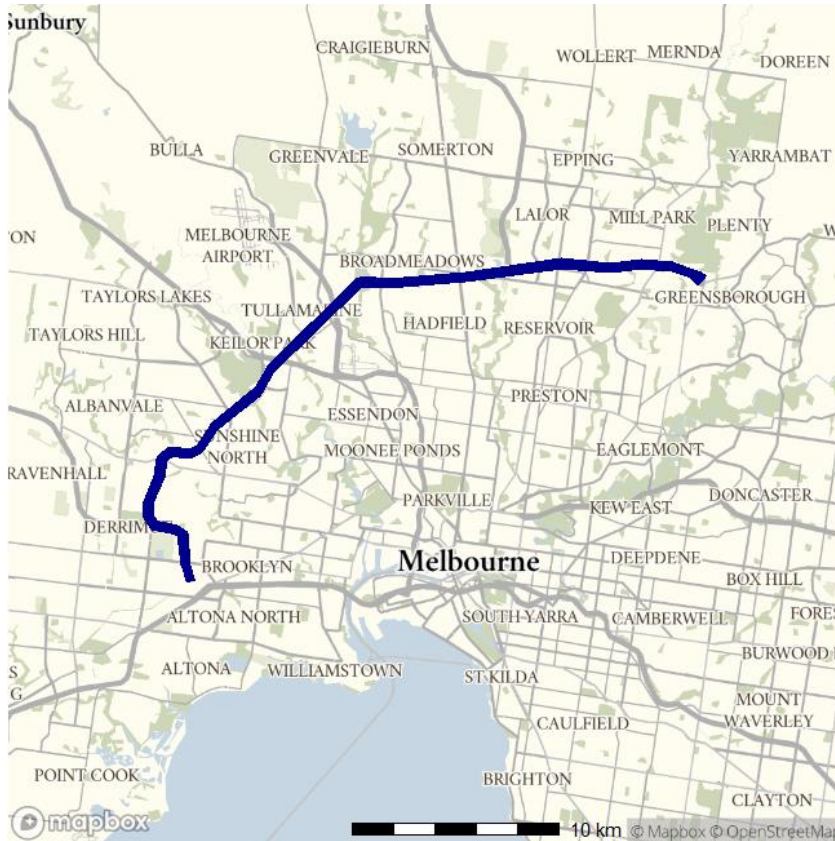 Sunbury
CRAIGIEBURN
WOLLERT
MERNDA
DOOREEN
BULLA
GREENVALE
SOMERTON
EPPING
YARRAMBAT
LALOR
MILL PARK
PLENTY
MELBOURNE
AIRPORT
BROADMEADOWS
TAYLORS LAKES
TULLAMARINE
GREENSBOROUGH
TAYLORS HILL
KEILOR PARK
HADFIELD
RESERVOIR
ALBANVALE
ESSENDON
PRESTON
SUNSHINE
NORTH
MOONEE PONDS
EAGLEMONT
RAVENHALL
PARKVILLE
KEW EAST
DONCASTER
DERRIM
BROOKLYN
Melbourne
DEEPDENE
BOX HILL
ALTONA NORTH
SOUTH YARRA
CAMBERWELL
FORES
ALTONA
WILLIAMSTOWN
ST KILDA
BURWOOD
CAULFIELD
MOUNT
WAVERLEY
POINT COOK
BRIGHTON
CLAYTON
mapbox
10 km
© Mapbox © OpenStreetMap